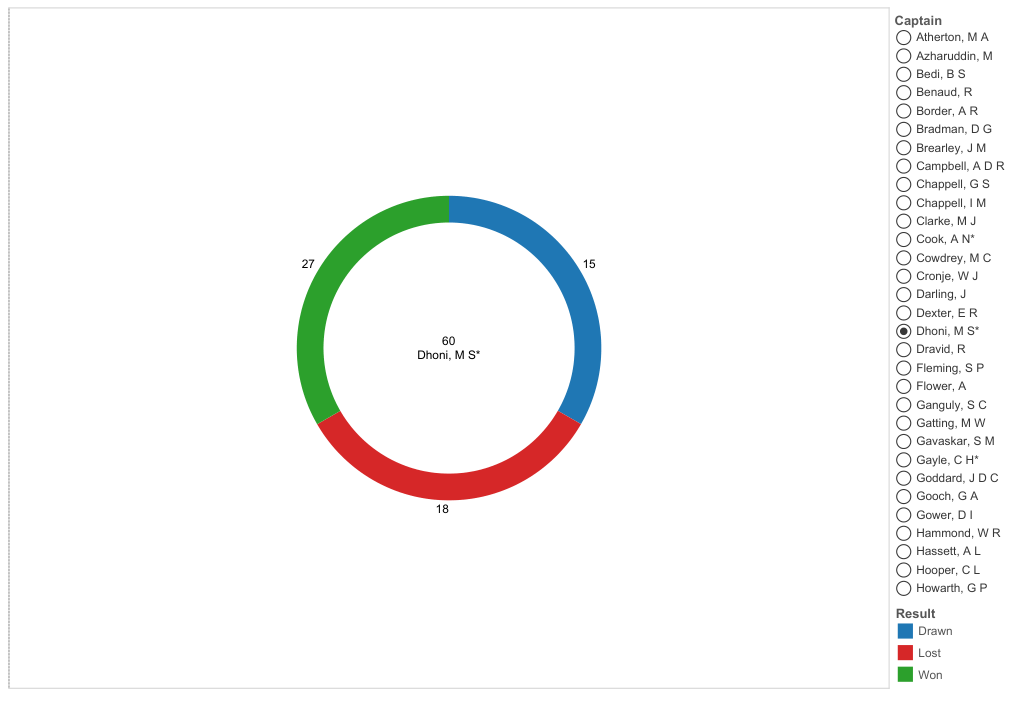 27
15
60
Dhoni, M S*
18
Captain
Atherton, M A
Azharuddin, M
Bedi, B S
Benaud, R
Border, A R
Bradman, D G
Brearley, J M
Campbell, A D R
Chappell, G S
Chappell, I M
Clarke, M J
Cook, A N*
Cowdrey, M C
Cronje, W J
Darling, J
Dexter, E R
Dhoni, M S*
Dravid, R
Fleming, S P
Flower, A
Ganguly, S C
Gatting, M W
Gavaskar, S M
Gayle, C H*
Goddard, J D C
Gooch, G A
Gower, D I
Hammond, W R
Hassett, A L
Hooper, C L
Howarth, G P
Result
Drawn
Lost
Won